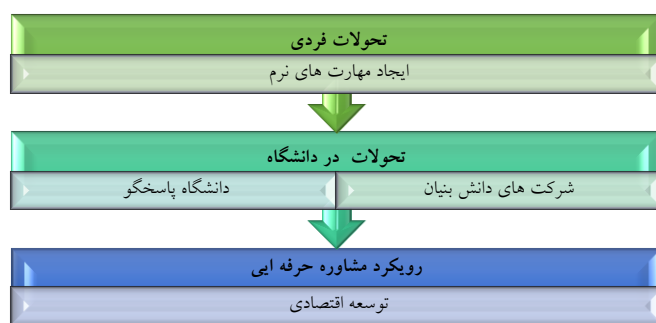 تحولات فردی
ایجاد مهارت های نرم
تحولات در دانشگاه
شرکت های دانش بنیان
دانشگاه پاسخگو
رویکرد مشاوره حرفه ایی
توسعه اقتصادی